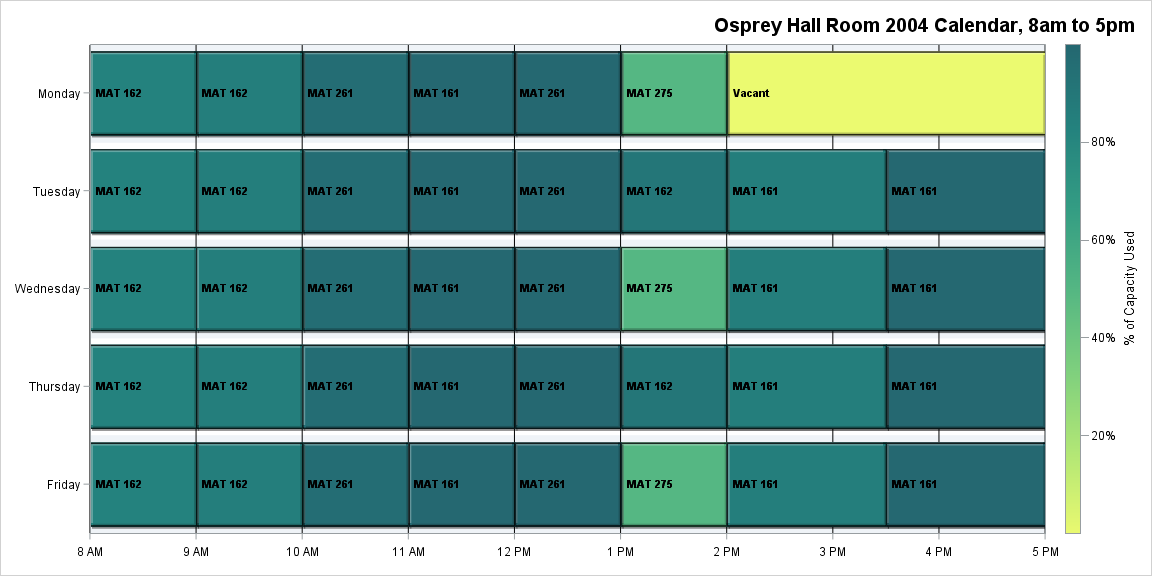 Osprey Hall Room 2004 Calendar, 8am to 5pm
Monday MAT 162 MAT 162 MAT 261 MAT 161 MAT 261 MAT 275 Vacant
Tuesday MAT 162 MAT 162 MAT 261 MAT 161 MAT 261 MAT 162 MAT 161 MAT 161
Wednesday MAT 162 MAT 162 MAT 261 MAT 161 MAT 261 MAT 275 MAT 161 MAT 161
Thursday MAT 162 MAT 162 MAT 261 MAT 161 MAT 261 MAT 162 MAT 161 MAT 161
Friday MAT 162 MAT 162 MAT 261 MAT 161 MAT 261 MAT 275 MAT 161 MAT 161
8 AM 9 AM 10 AM 11 AM 12 PM 1 PM 2 PM 3 PM 4 PM 5 PM
80%
60%
40%
20%
% of Capacity Used